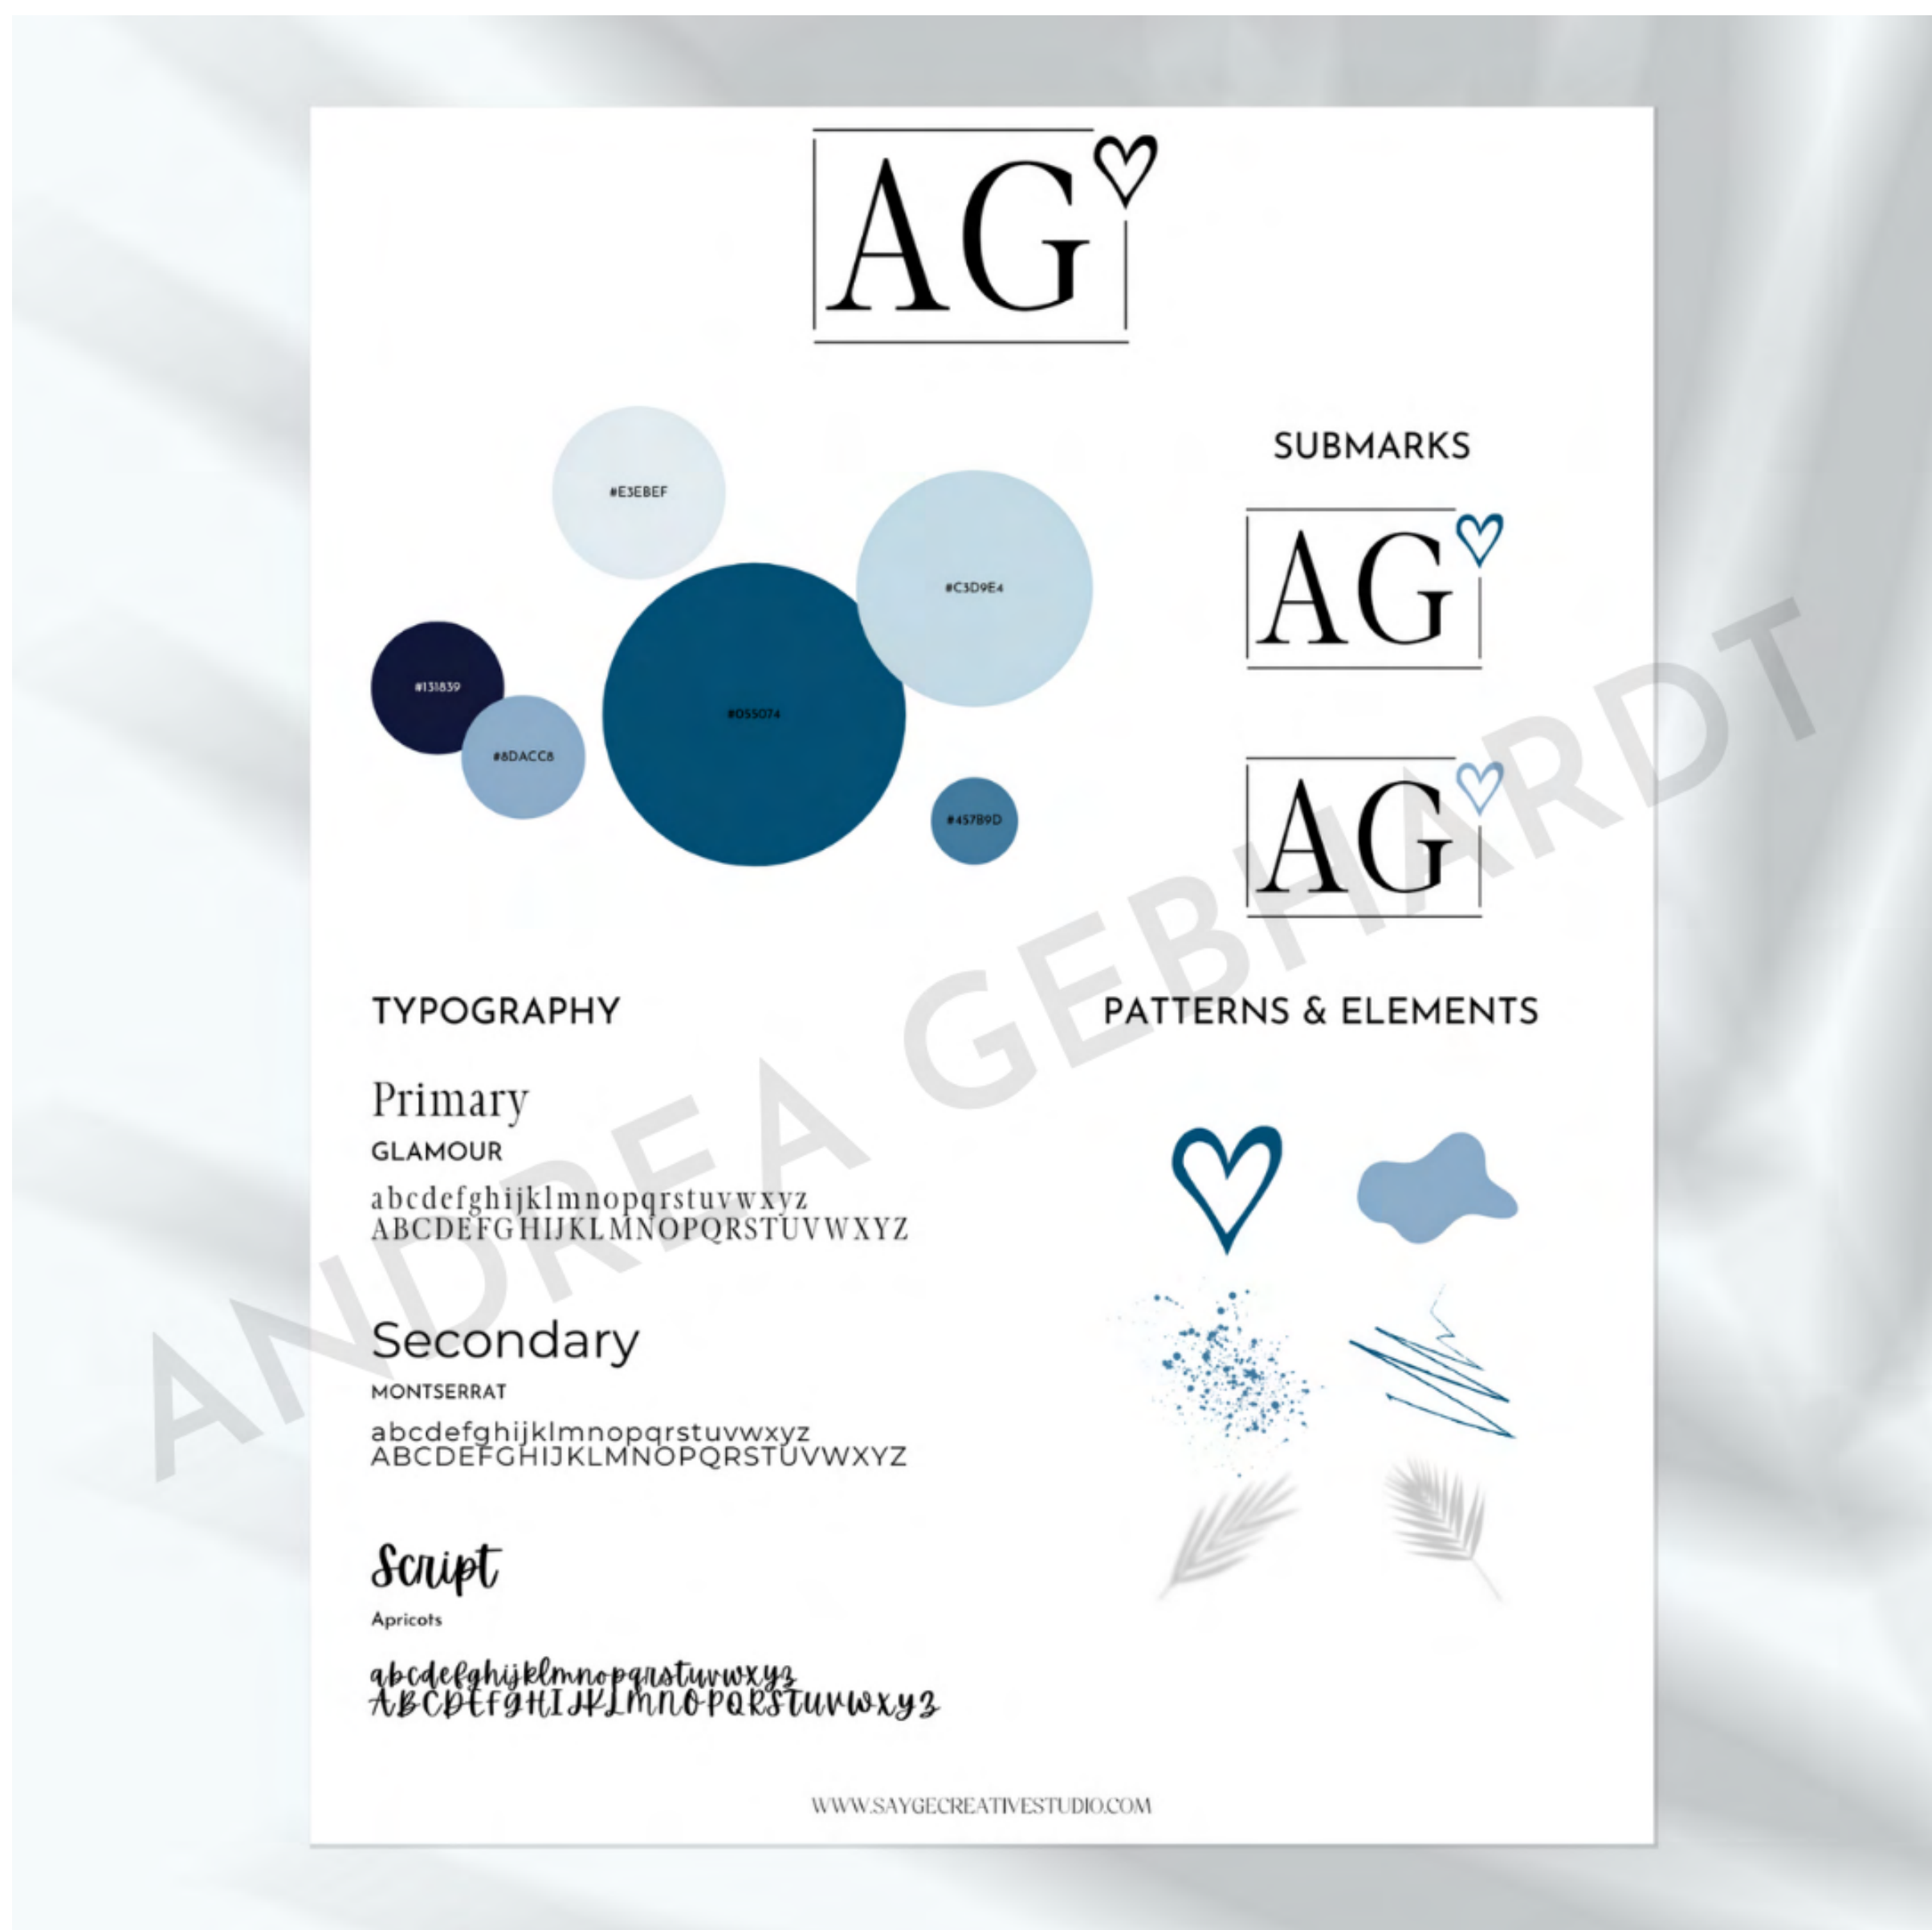 AG
#E3EBEF
#C3D9E4
#131839
#055074
#8DACC8
#457B9D
SUBMARKS
AG
AG
TYPOGRAPHY
Primary
GLAMOUR
abcdefghijklmnopqrstuvwxyz
ABCDEFGHIJKLMNOPQRSTUVWXYZ
Secondary
MONTSERRAT
abcdefghijklmnopqrstuvwxyz
ABCDEFGHIJKLMNOPQRSTUVWXYZ
Script
Apricots
abcdefghijklmnopqrstuvwxyz
ABCDEFGHIJKLMNOPQRSTUVWXYZ
PATTERNS & ELEMENTS
WWW.SAYGECREATIVESTUDIO.COM
ANDREA GEBHARDT